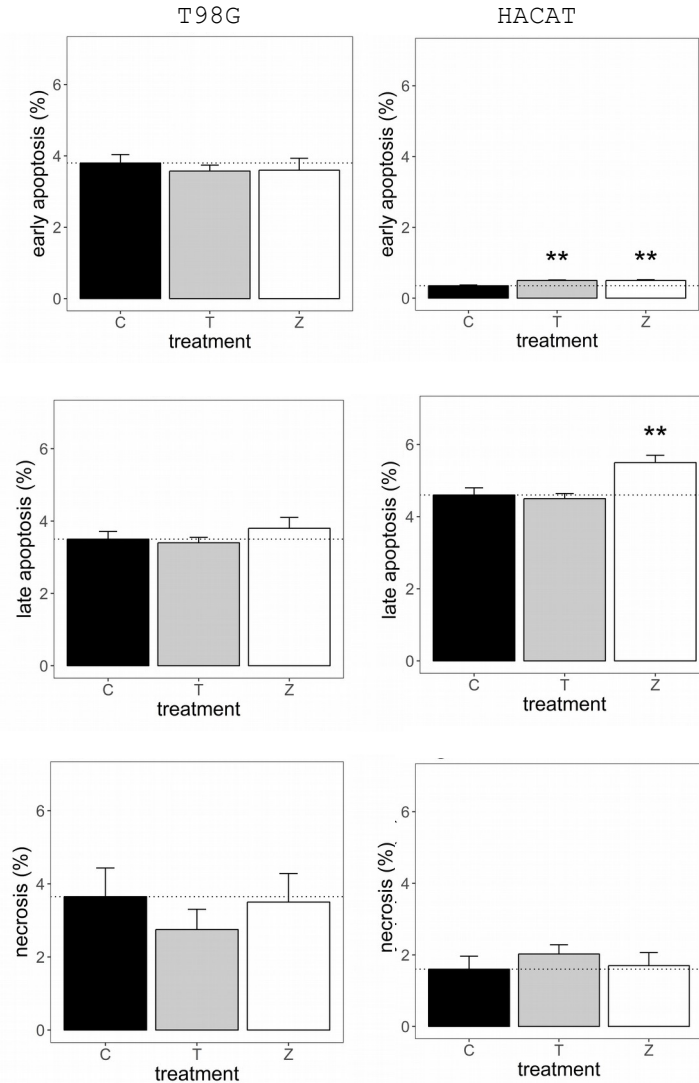 T98G
HACAT
early apoptosis (%)
6
4
2
0
C T Z
treatment
early apoptosis (%)
6
4
2
0
** **
C T Z
treatment
late apoptosis (%)
6
4
2
0
C T Z
treatment
late apoptosis (%)
6
4
2
0
**
C T Z
treatment
necrosis (%)
6
4
2
0
C T Z
treatment
necrosis (%)
6
4
2
0
C T Z
treatment